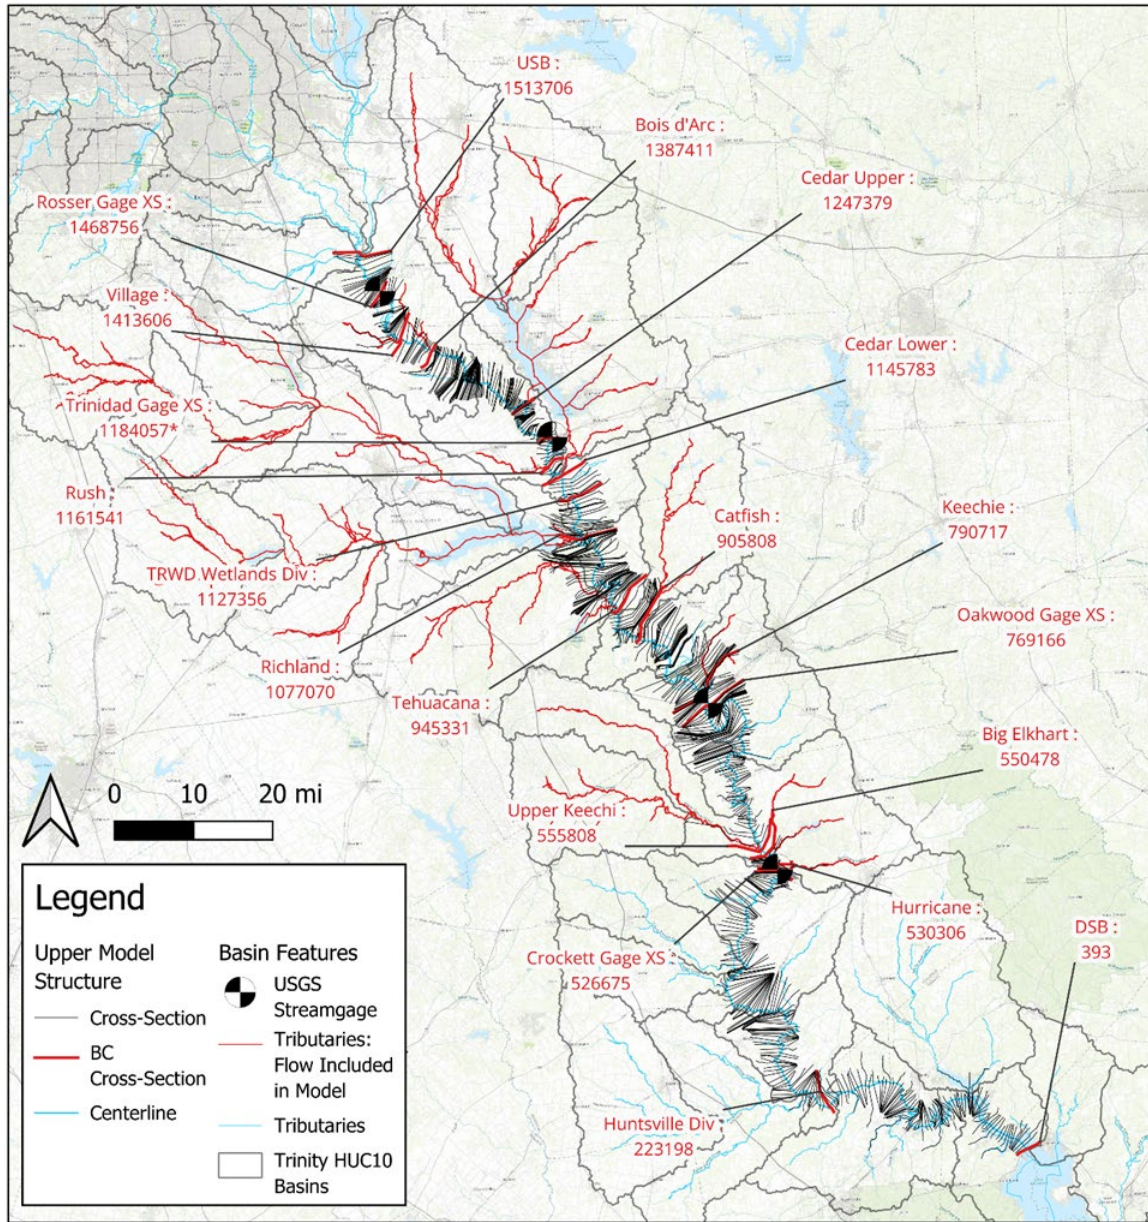 USB :
1513706
Bois d'Arc :
1387411
Cedar Upper :
1247379
Rosser Gage XS :
1468756
Village :
1413606
Cedar Lower :
1145783
Trinidad Gage XS :
1184057*
Rush :
1161541
Catfish :
905808
Keechie :
790717
TRWD Wetlands Div :
1127356
Oakwood Gage XS :
769166
Richland :
1077070
Tehuacana :
945331
Big Elkhart :
550478
0 10 20 mi
Upper Keechi :
555808
Hurricane :
530306
DSB :
393
Crockett Gage XS :
526675
Huntsville Div :
223198
Legend
Upper Model
Structure
Cross-Section
BC
Cross-Section
Centerline
Basin Features
USGS
Streamgage
Tributaries:
Flow Included
in Model
Tributaries
Trinity HUC10
Basins